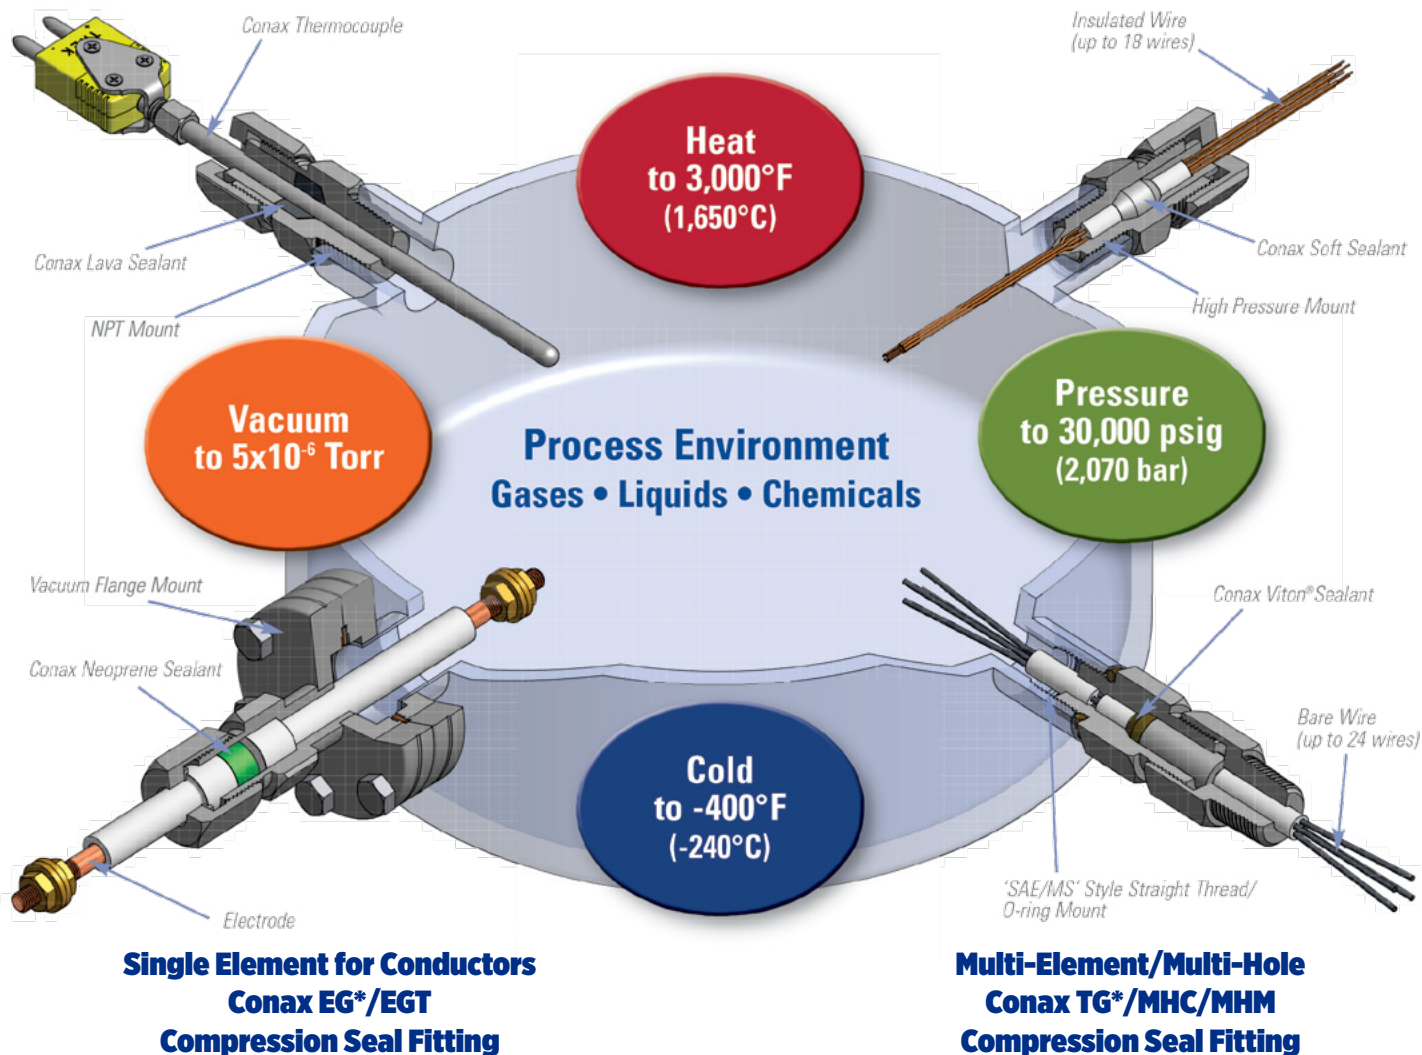 Conax Thermocouple
Insulated Wire
(up to 18 wires)
Heat
to 3,000°F
(1,650°C)
Conax Lava Sealant
Conax Soft Sealant
NPT Mount
High Pressure Mount
Vacuum
to 5x10⁻⁶ Torr
Pressure
to 30,000 psig
(2,070 bar)
Process Environment
Gases • Liquids • Chemicals
Vacuum Flange Mount
Conax Viton® Sealant
Conax Neoprene Sealant
Bare Wire
(up to 24 wires)
Cold
to -400°F
(-240°C)
'SAE/MS' Style Straight Thread/
O-ring Mount
Electrode
Single Element for Conductors
Conax EG*/EGT
Compression Seal Fitting
Multi-Element/Multi-Hole
Conax TG*/MHC/MHM
Compression Seal Fitting